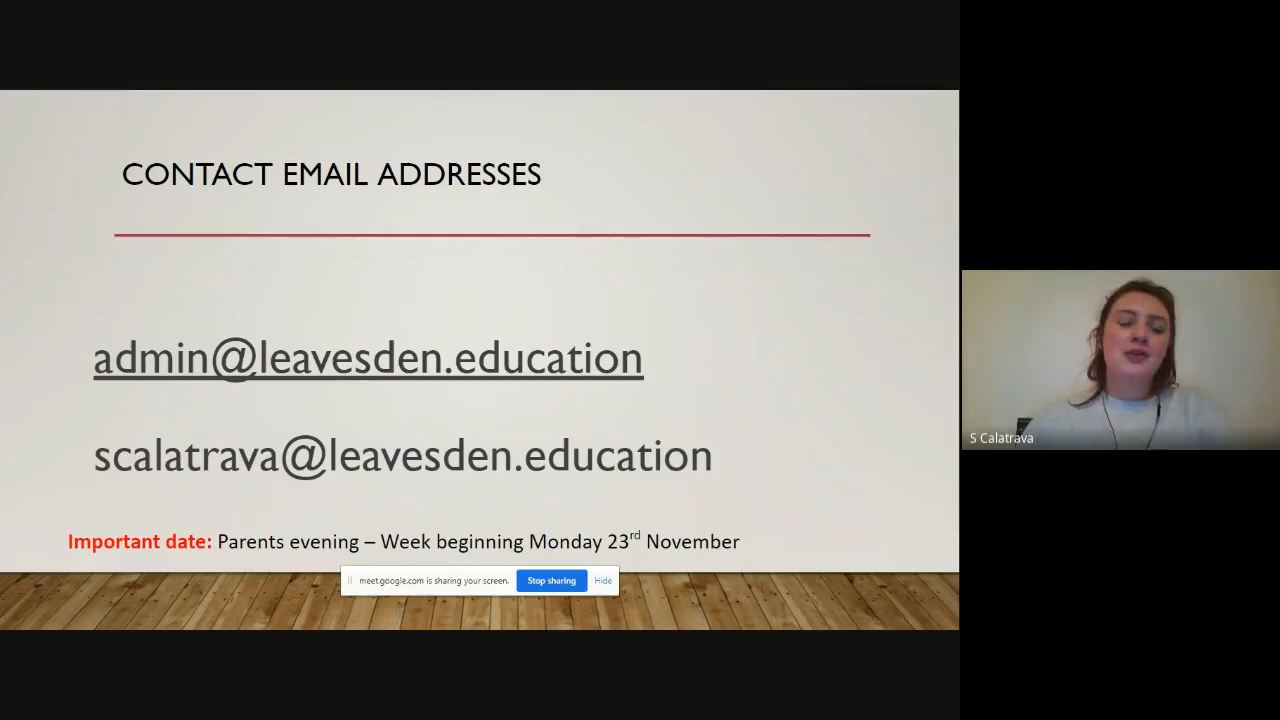 CONTACT EMAIL ADDRESSES
admin@leavesden.education
scalatrava@leavesden.education
Important date: Parents evening – Week beginning Monday 23rd November
meet.google.com is sharing your screen. Stop sharing Hide
S Calatrava